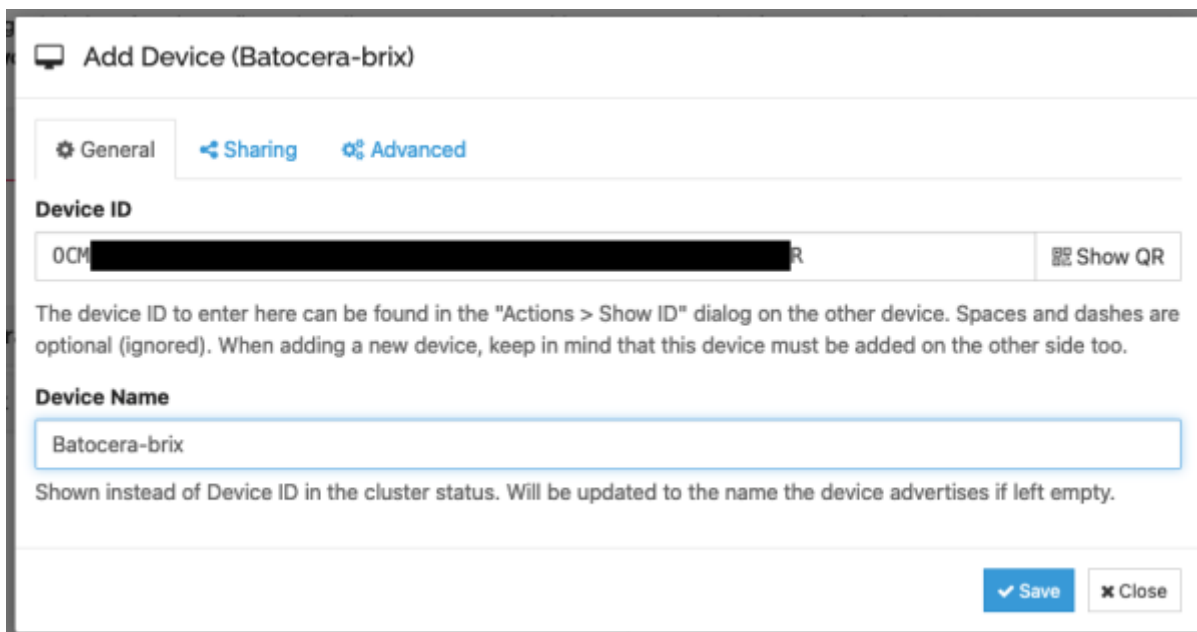 Add Device (Batocera-brix)
General Sharing Advanced
Device ID
OCM R Show QR
The device ID to enter here can be found in the "Actions > Show ID" dialog on the other device. Spaces and dashes are
optional (ignored). When adding a new device, keep in mind that this device must be added on the other side too.
Device Name
Batocera-brix
Shown instead of Device ID in the cluster status. Will be updated to the name the device advertises if left empty.
Save Close